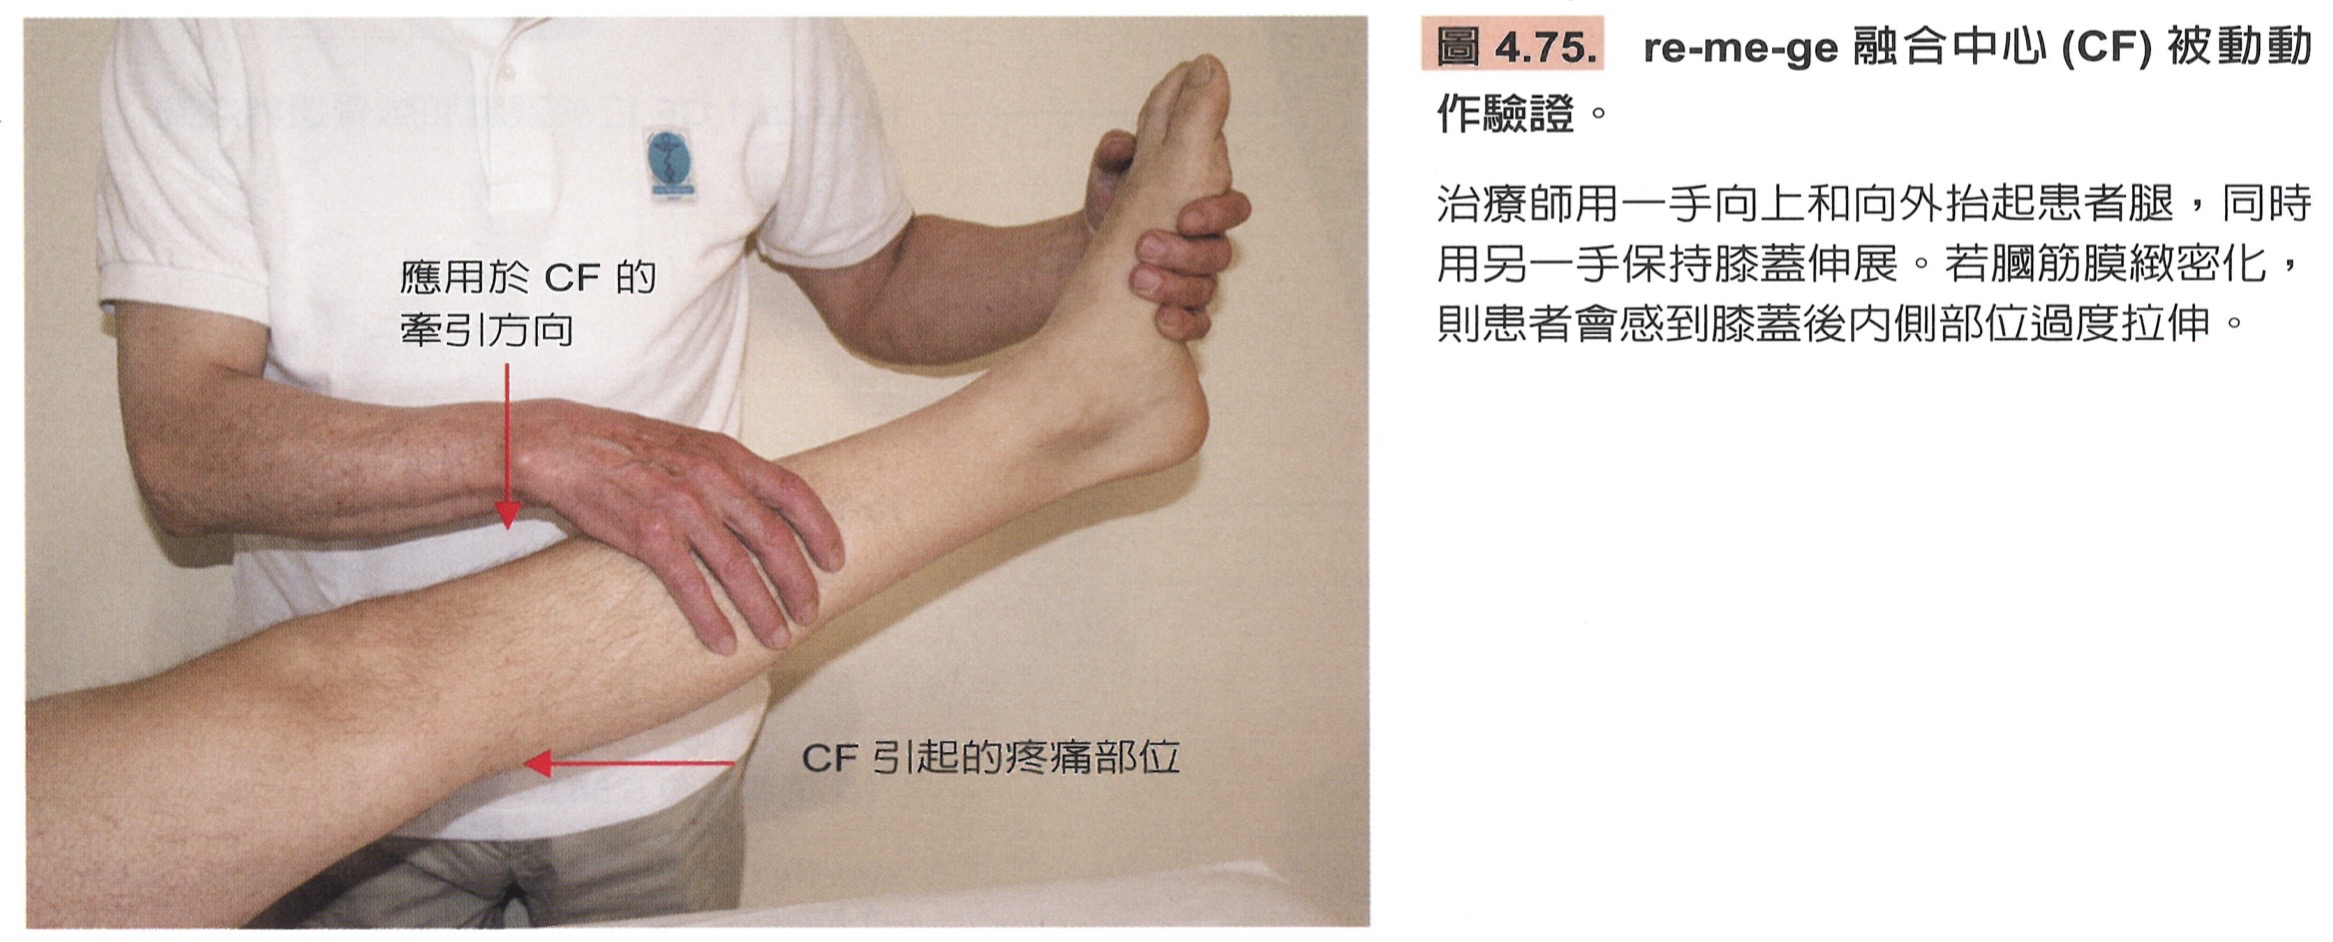 應用於 CF 的
牽引方向
CF 引起的疼痛部位
圖 4.75. re-me-ge 融合中心 (CF) 被動動
作驗證。
治療師用一手向上和向外抬起患者腿，同時
用另一手保持膝蓋伸展。若膕筋膜緻密化，
則患者會感到膝蓋後內側部位過度拉伸。